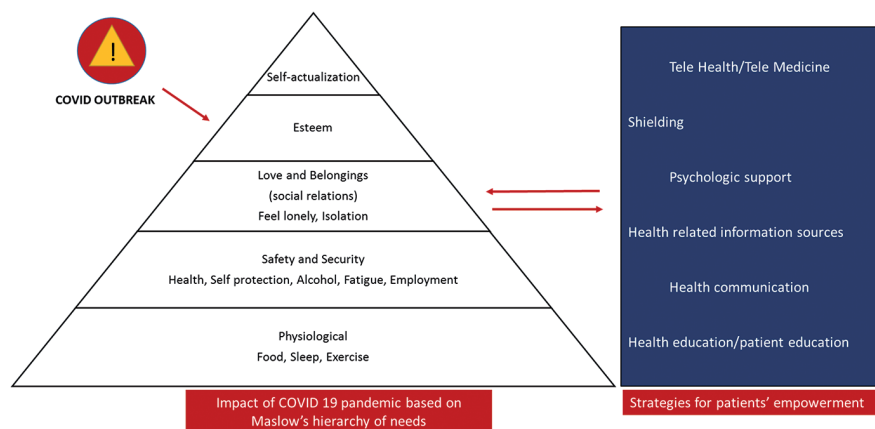 !
COVID OUTBREAK
Self-actualization
Esteem
Love and Belongings
(social relations)
Feel lonely, Isolation
Safety and Security
Health, Self protection, Alcohol, Fatigue, Employment
Physiological
Food, Sleep, Exercise
Impact of COVID 19 pandemic based on
Maslow’s hierarchy of needs
Tele Health/Tele Medicine
Shielding
Psychologic support
Health related information sources
Health communication
Health education/patient education
Strategies for patients’ empowerment